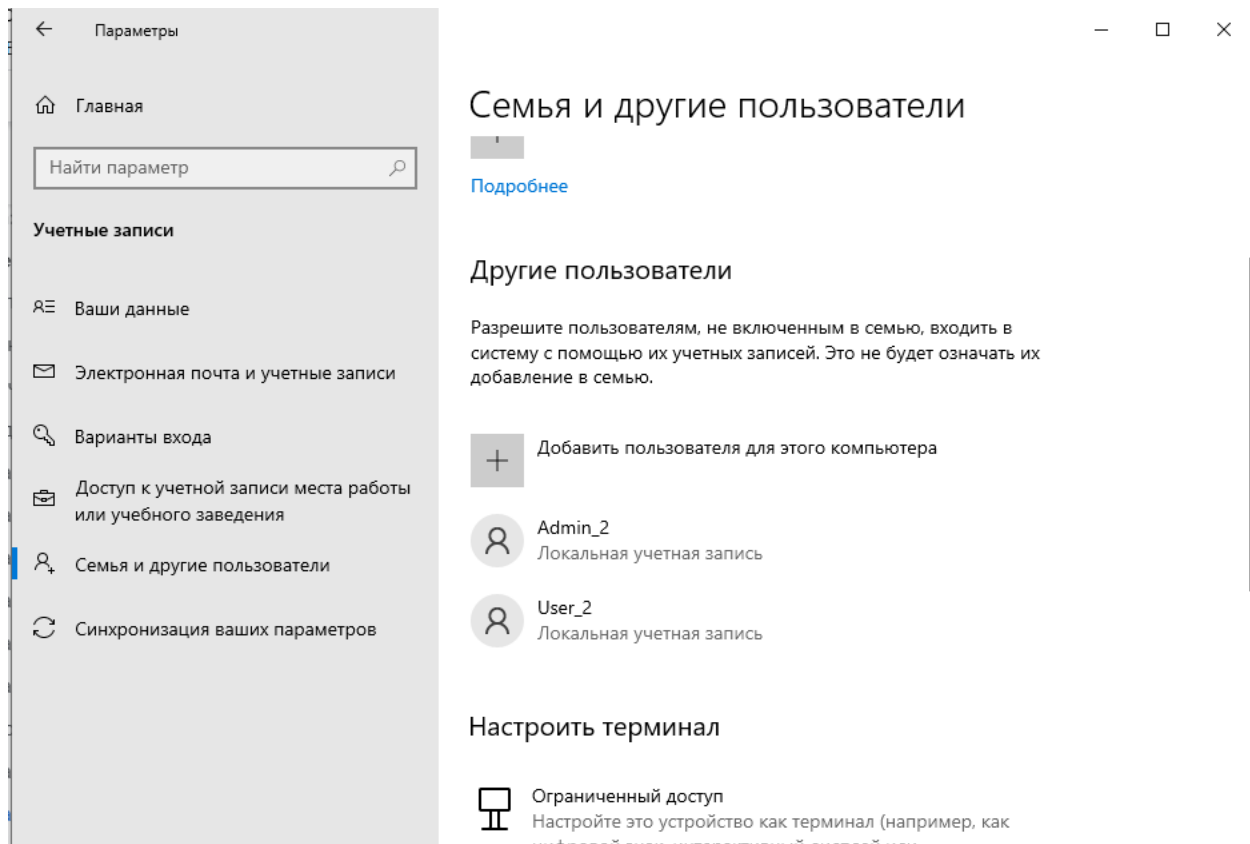 Параметры
Главная
Найти параметр
Учетные записи
Ваши данные
Электронная почта и учетные записи
Варианты входа
Доступ к учетной записи места работы
или учебного заведения
Семья и другие пользователи
Синхронизация ваших параметров
Семья и другие пользователи
Подробнее
Другие пользователи
Разрешите пользователям, не включенным в семью, входить в
систему с помощью их учетных записей. Это не будет означать их
добавление в семью.
Добавить пользователя для этого компьютера
Admin_2
Локальная учетная запись
User_2
Локальная учетная запись
Настроить терминал
Ограниченный доступ
Настройте это устройство как терминал (например, как